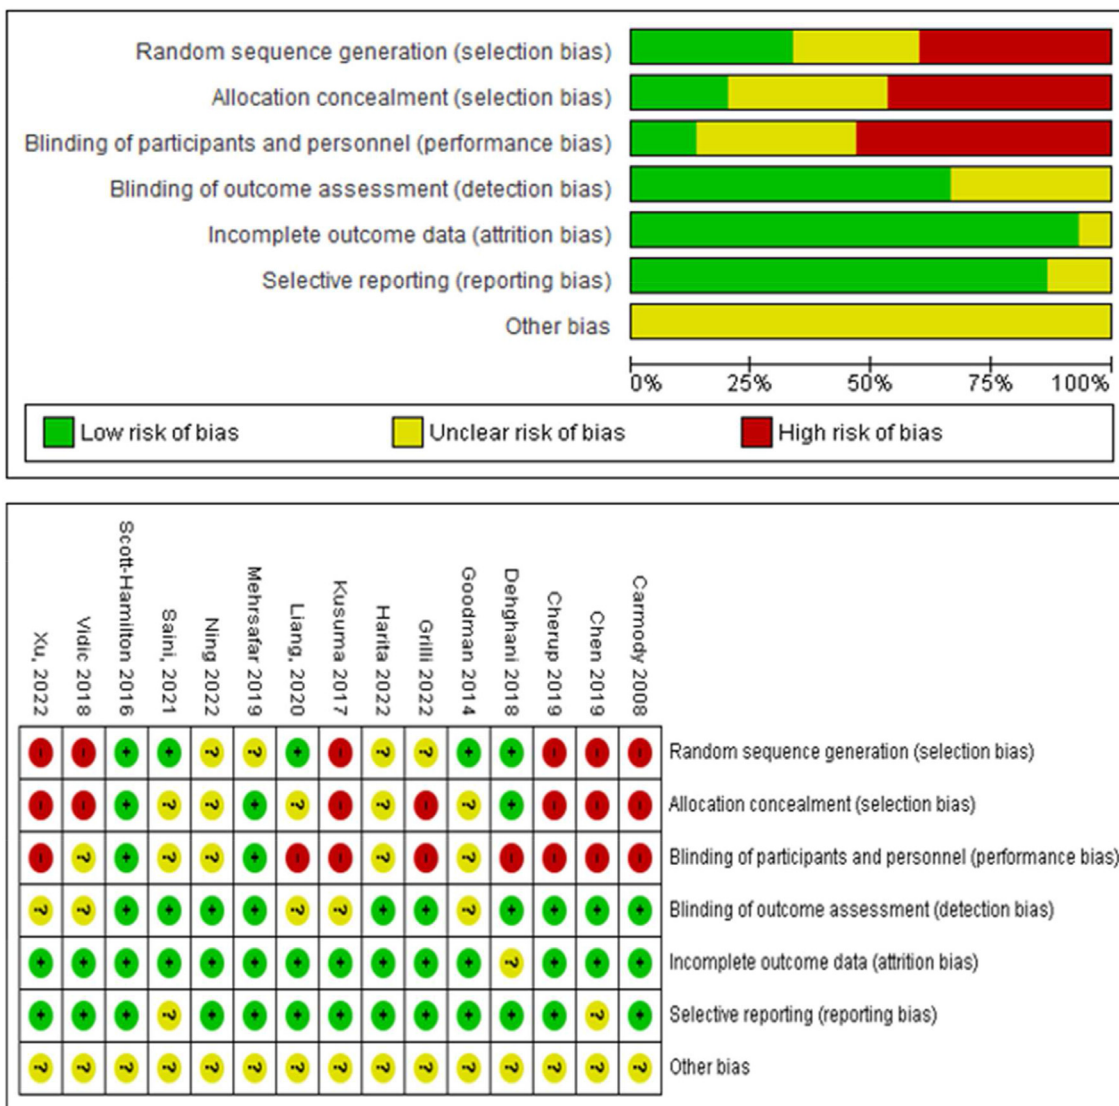 Random sequence generation (selection bias)
Allocation concealment (selection bias)
Blinding of participants and personnel (performance bias)
Blinding of outcome assessment (detection bias)
Incomplete outcome data (attrition bias)
Selective reporting (reporting bias)
Other bias
0% 25% 50% 75% 100%
Low risk of bias Unclear risk of bias High risk of bias
Xu, 2022
Vidic 2018
Scott-Hamilton 2016
Saini, 2021
Ning 2022
Mehrsafar 2019
Liang, 2020
Kusuma 2017
Harita 2022
Grilli 2022
Goodman 2014
Dehghani 2018
Cherup 2019
Chen 2019
Carmody 2008
- - + + ? ? + - ? ? + + - - - Random sequence generation (selection bias)
- - + ? ? + ? - ? - ? + - - - Allocation concealment (selection bias)
- ? + ? ? + - - ? - ? - - - - Blinding of participants and personnel (performance bias)
? ? + + + + ? ? + + ? + + + + Blinding of outcome assessment (detection bias)
+ + + + + + + + + + + ? + + + Incomplete outcome data (attrition bias)
+ + + ? + + + + + + + + + ? + Selective reporting (reporting bias)
? ? ? ? ? ? ? ? ? ? ? ? ? ? ? Other bias